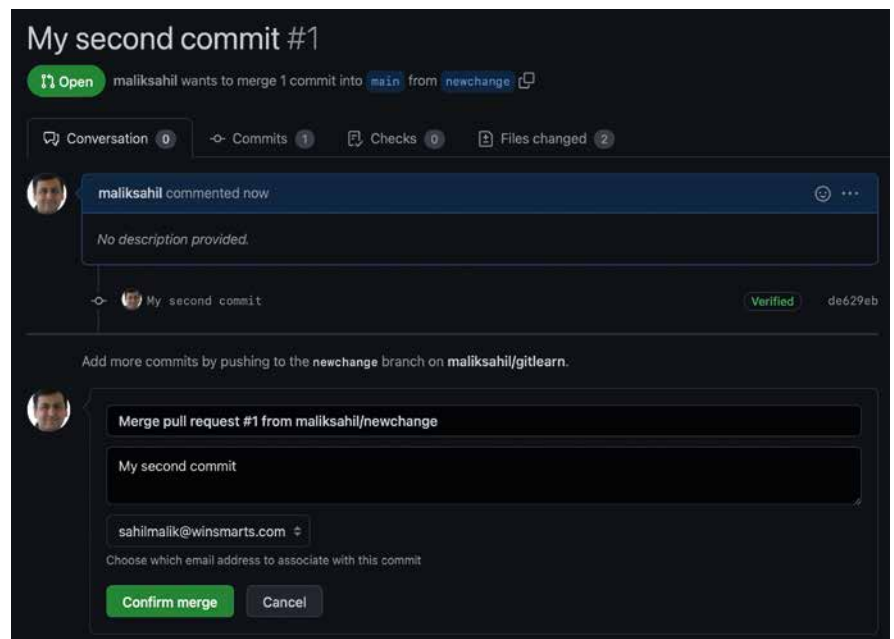 My second commit #1
Open maliksahil wants to merge 1 commit into main from newchange
Conversation 0 Commits 1 Checks 0 Files changed 2
maliksahil commented now
No description provided.
My second commit Verified de629eb
Add more commits by pushing to the newchange branch on maliksahil/gitlearn.
Merge pull request #1 from maliksahil/newchange
My second commit
sahilmalik@winsmarts.com
Choose which email address to associate with this commit
Confirm merge Cancel